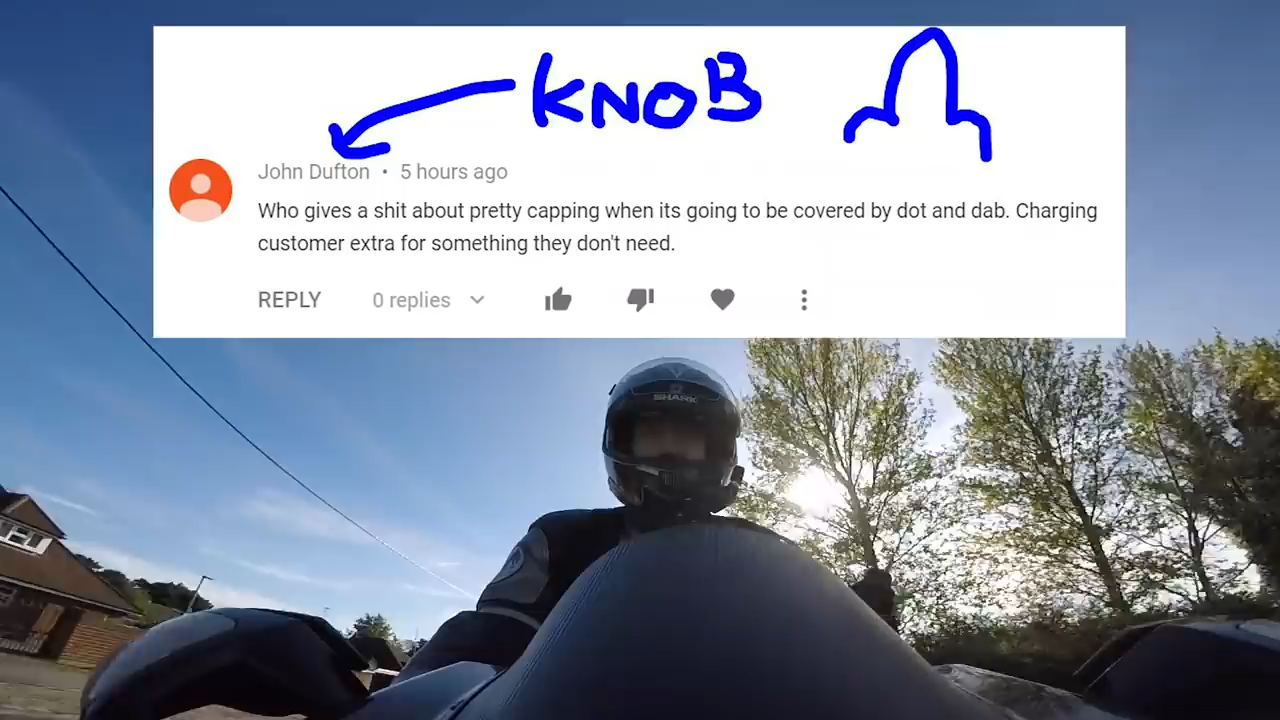 KNOB
John Dufton • 5 hours ago
Who gives a shit about pretty capping when its going to be covered by dot and dab. Charging
customer extra for something they don't need.
REPLY 0 replies
SHARK